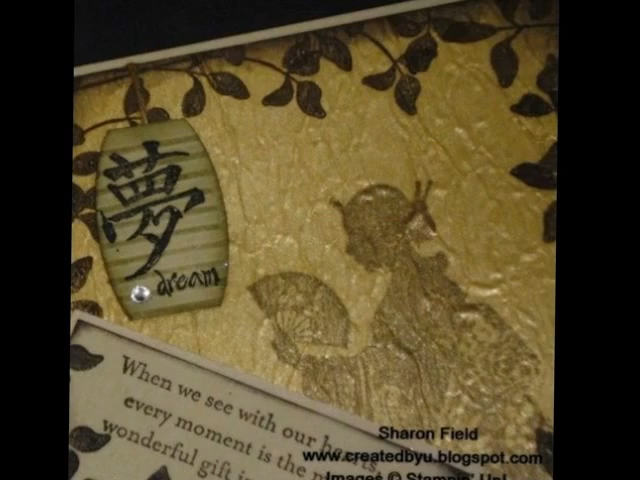 夢
dream
When we see with our hearts,
every moment is the
wonderful gift
Sharon Field
www.createdbyu.blogspot.com
Images © Stampin' Up!